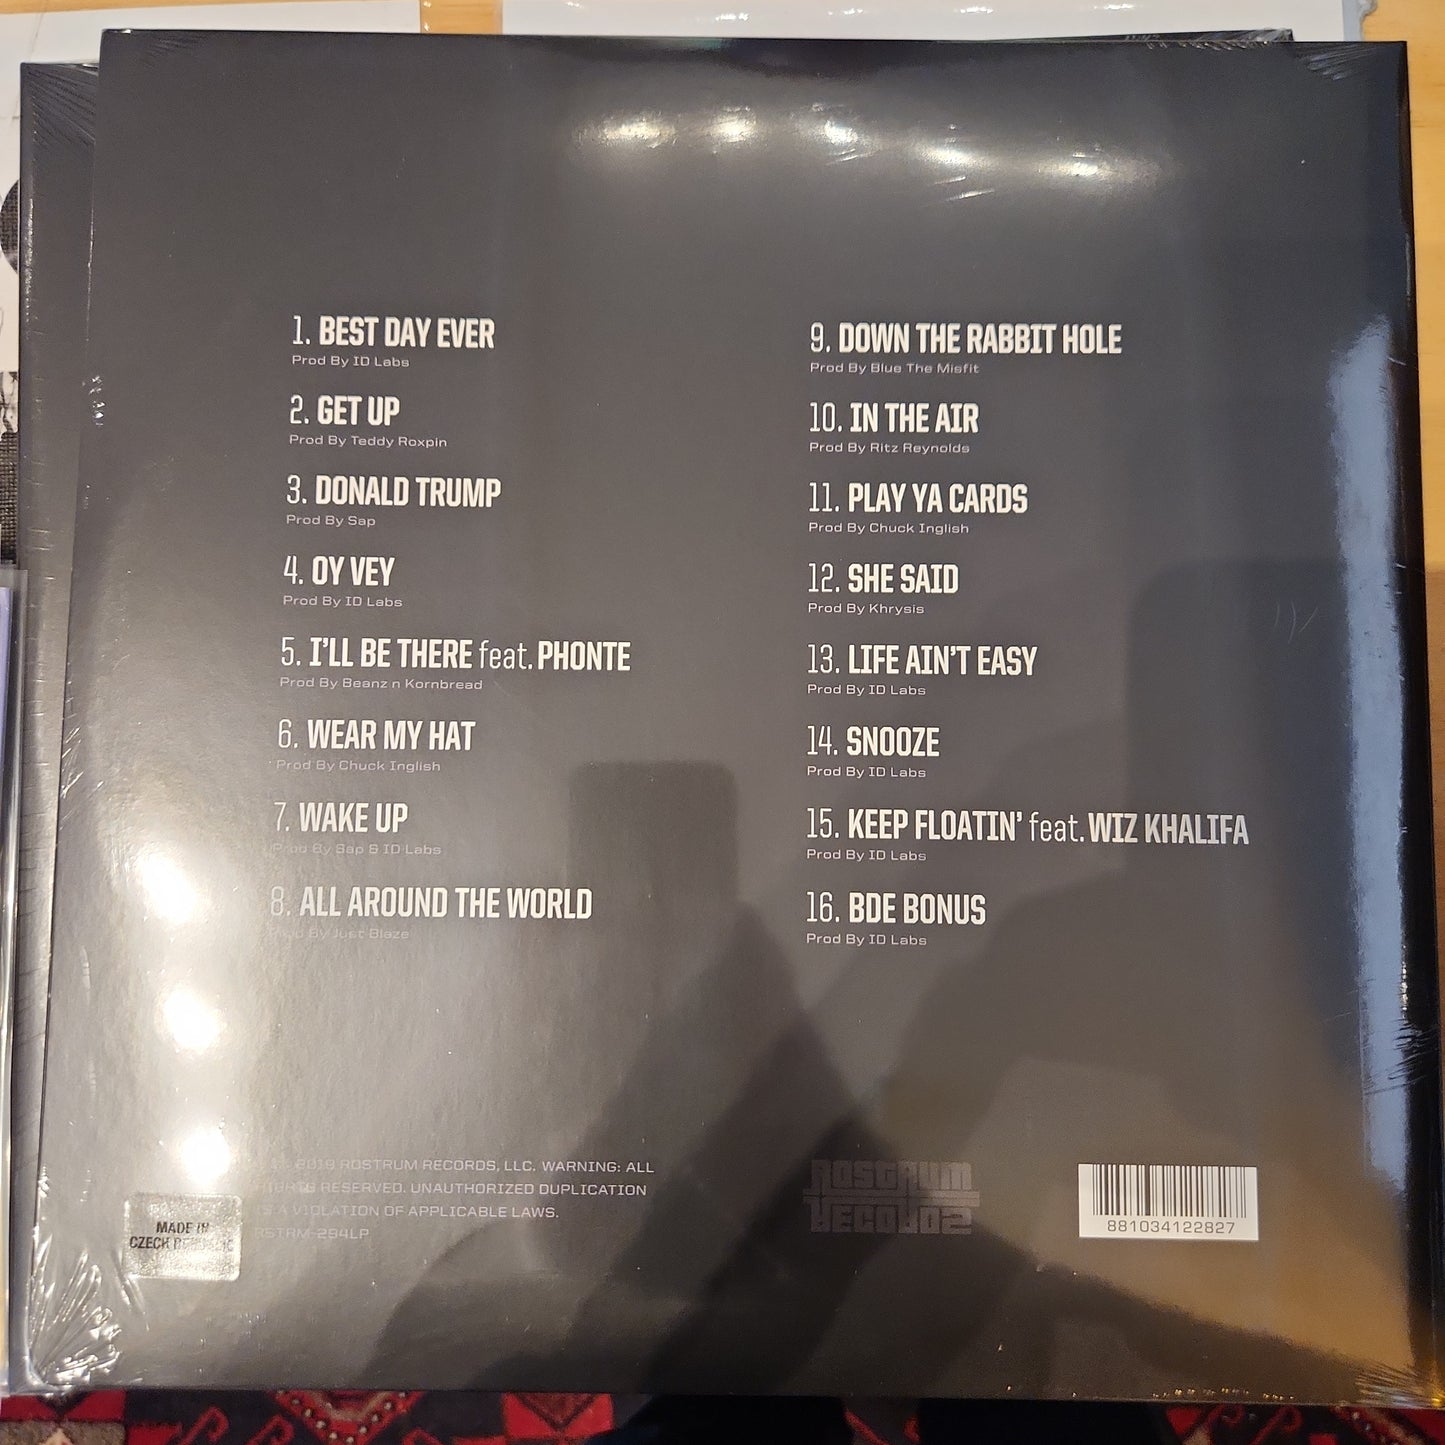 1. BEST DAY EVER
Prod By ID Labs
2. GET UP
Prod By Teddy Roxpin
3. DONALD TRUMP
Prod By Sap
4. OY VEY
Prod By ID Labs
5. I'LL BE THERE feat. PHONTE
Prod By Beanz n Kornbread
6. WEAR MY HAT
Prod By Chuck Inglish
7. WAKE UP
Prod By Sap & ID Labs
8. ALL AROUND THE WORLD
Prod By Just Blaze
9. DOWN THE RABBIT HOLE
Prod By Blue The Misfit
10. IN THE AIR
Prod By Ritz Reynolds
11. PLAY YA CARDS
Prod By Chuck Inglish
12. SHE SAID
Prod By Khrysis
13. LIFE AIN'T EASY
Prod By ID Labs
14. SNOOZE
Prod By ID Labs
15. KEEP FLOATIN' feat. WIZ KHALIFA
Prod By ID Labs
16. BDE BONUS
Prod By ID Labs
2019 ROSTRUM RECORDS, LLC. WARNING: ALL
RIGHTS RESERVED. UNAUTHORIZED DUPLICATION
IS A VIOLATION OF APPLICABLE LAWS.
RSTRM-294LP
MADE IN
CZECH REPUBLIC
ROSTRUM
RECORDS
881034122827